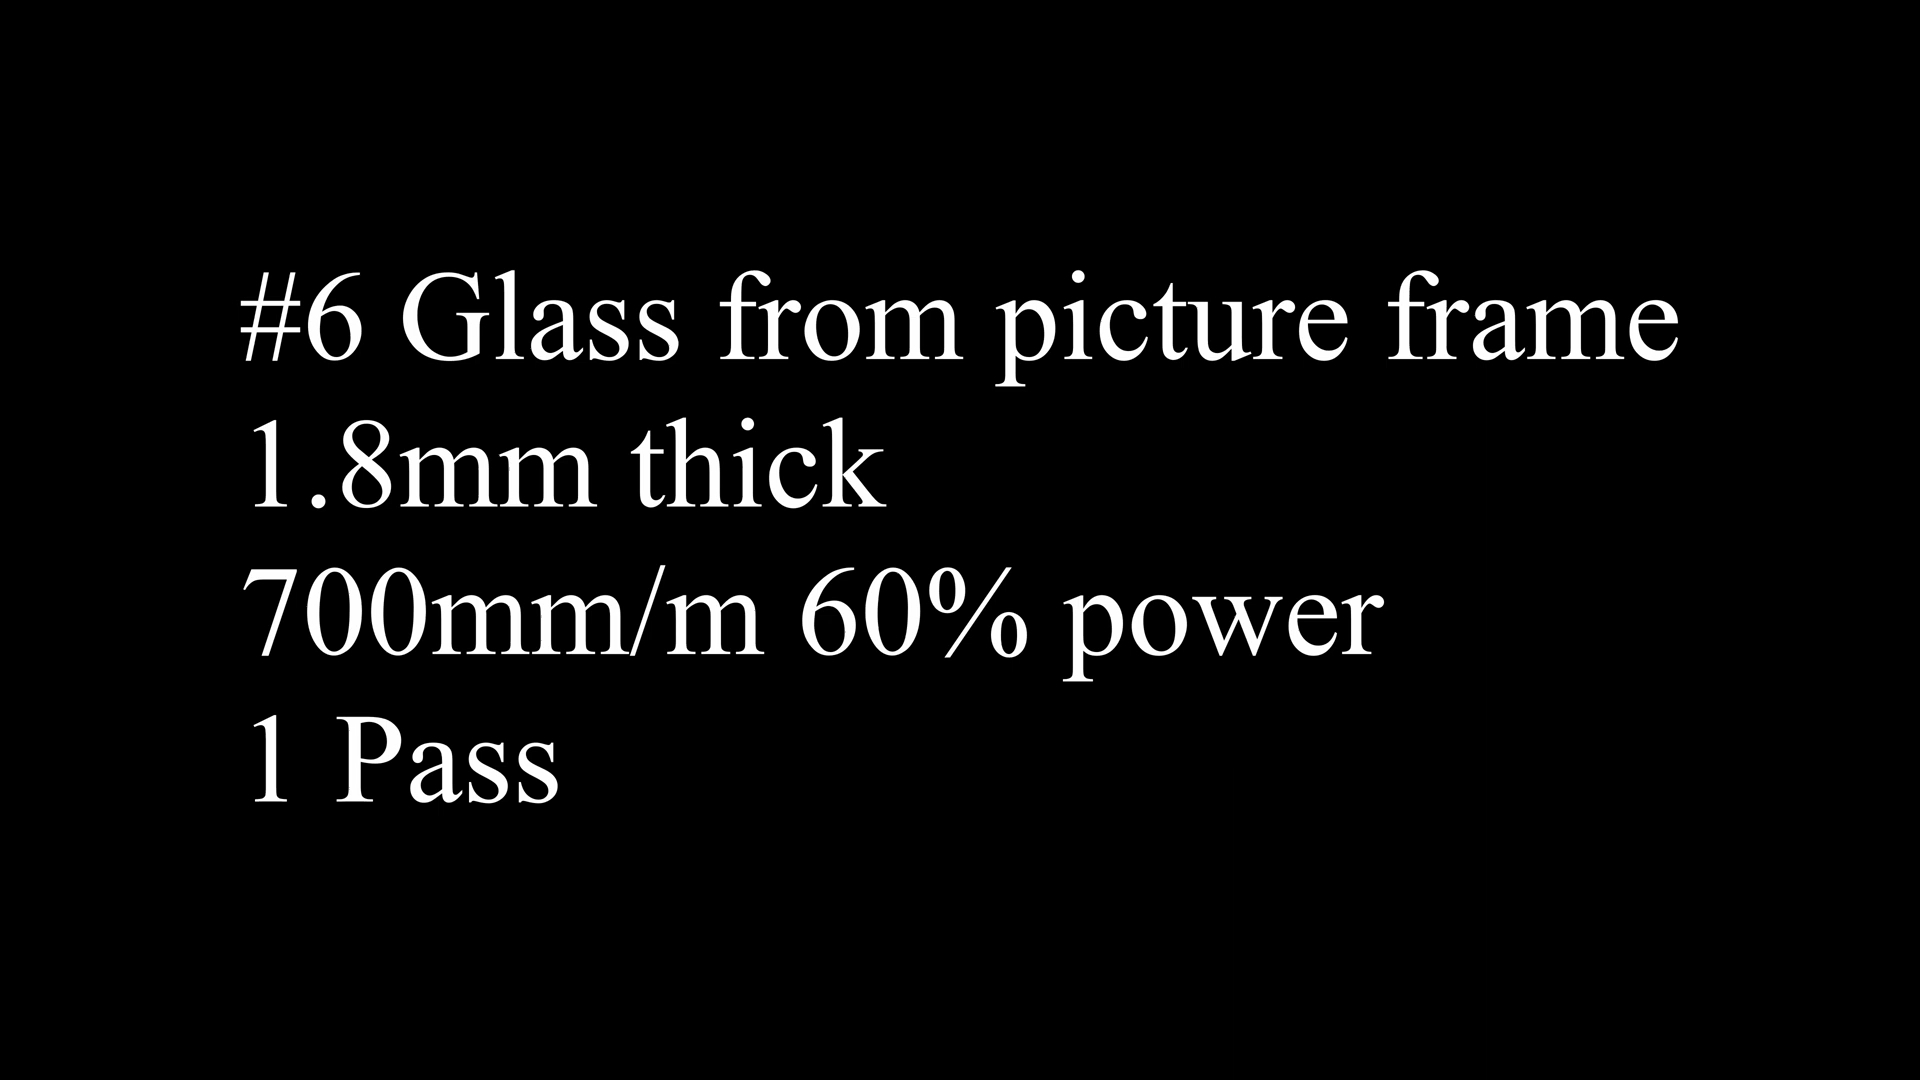 #6 Glass from picture frame
1.8mm thick
700mm/m 60% power
1 Pass